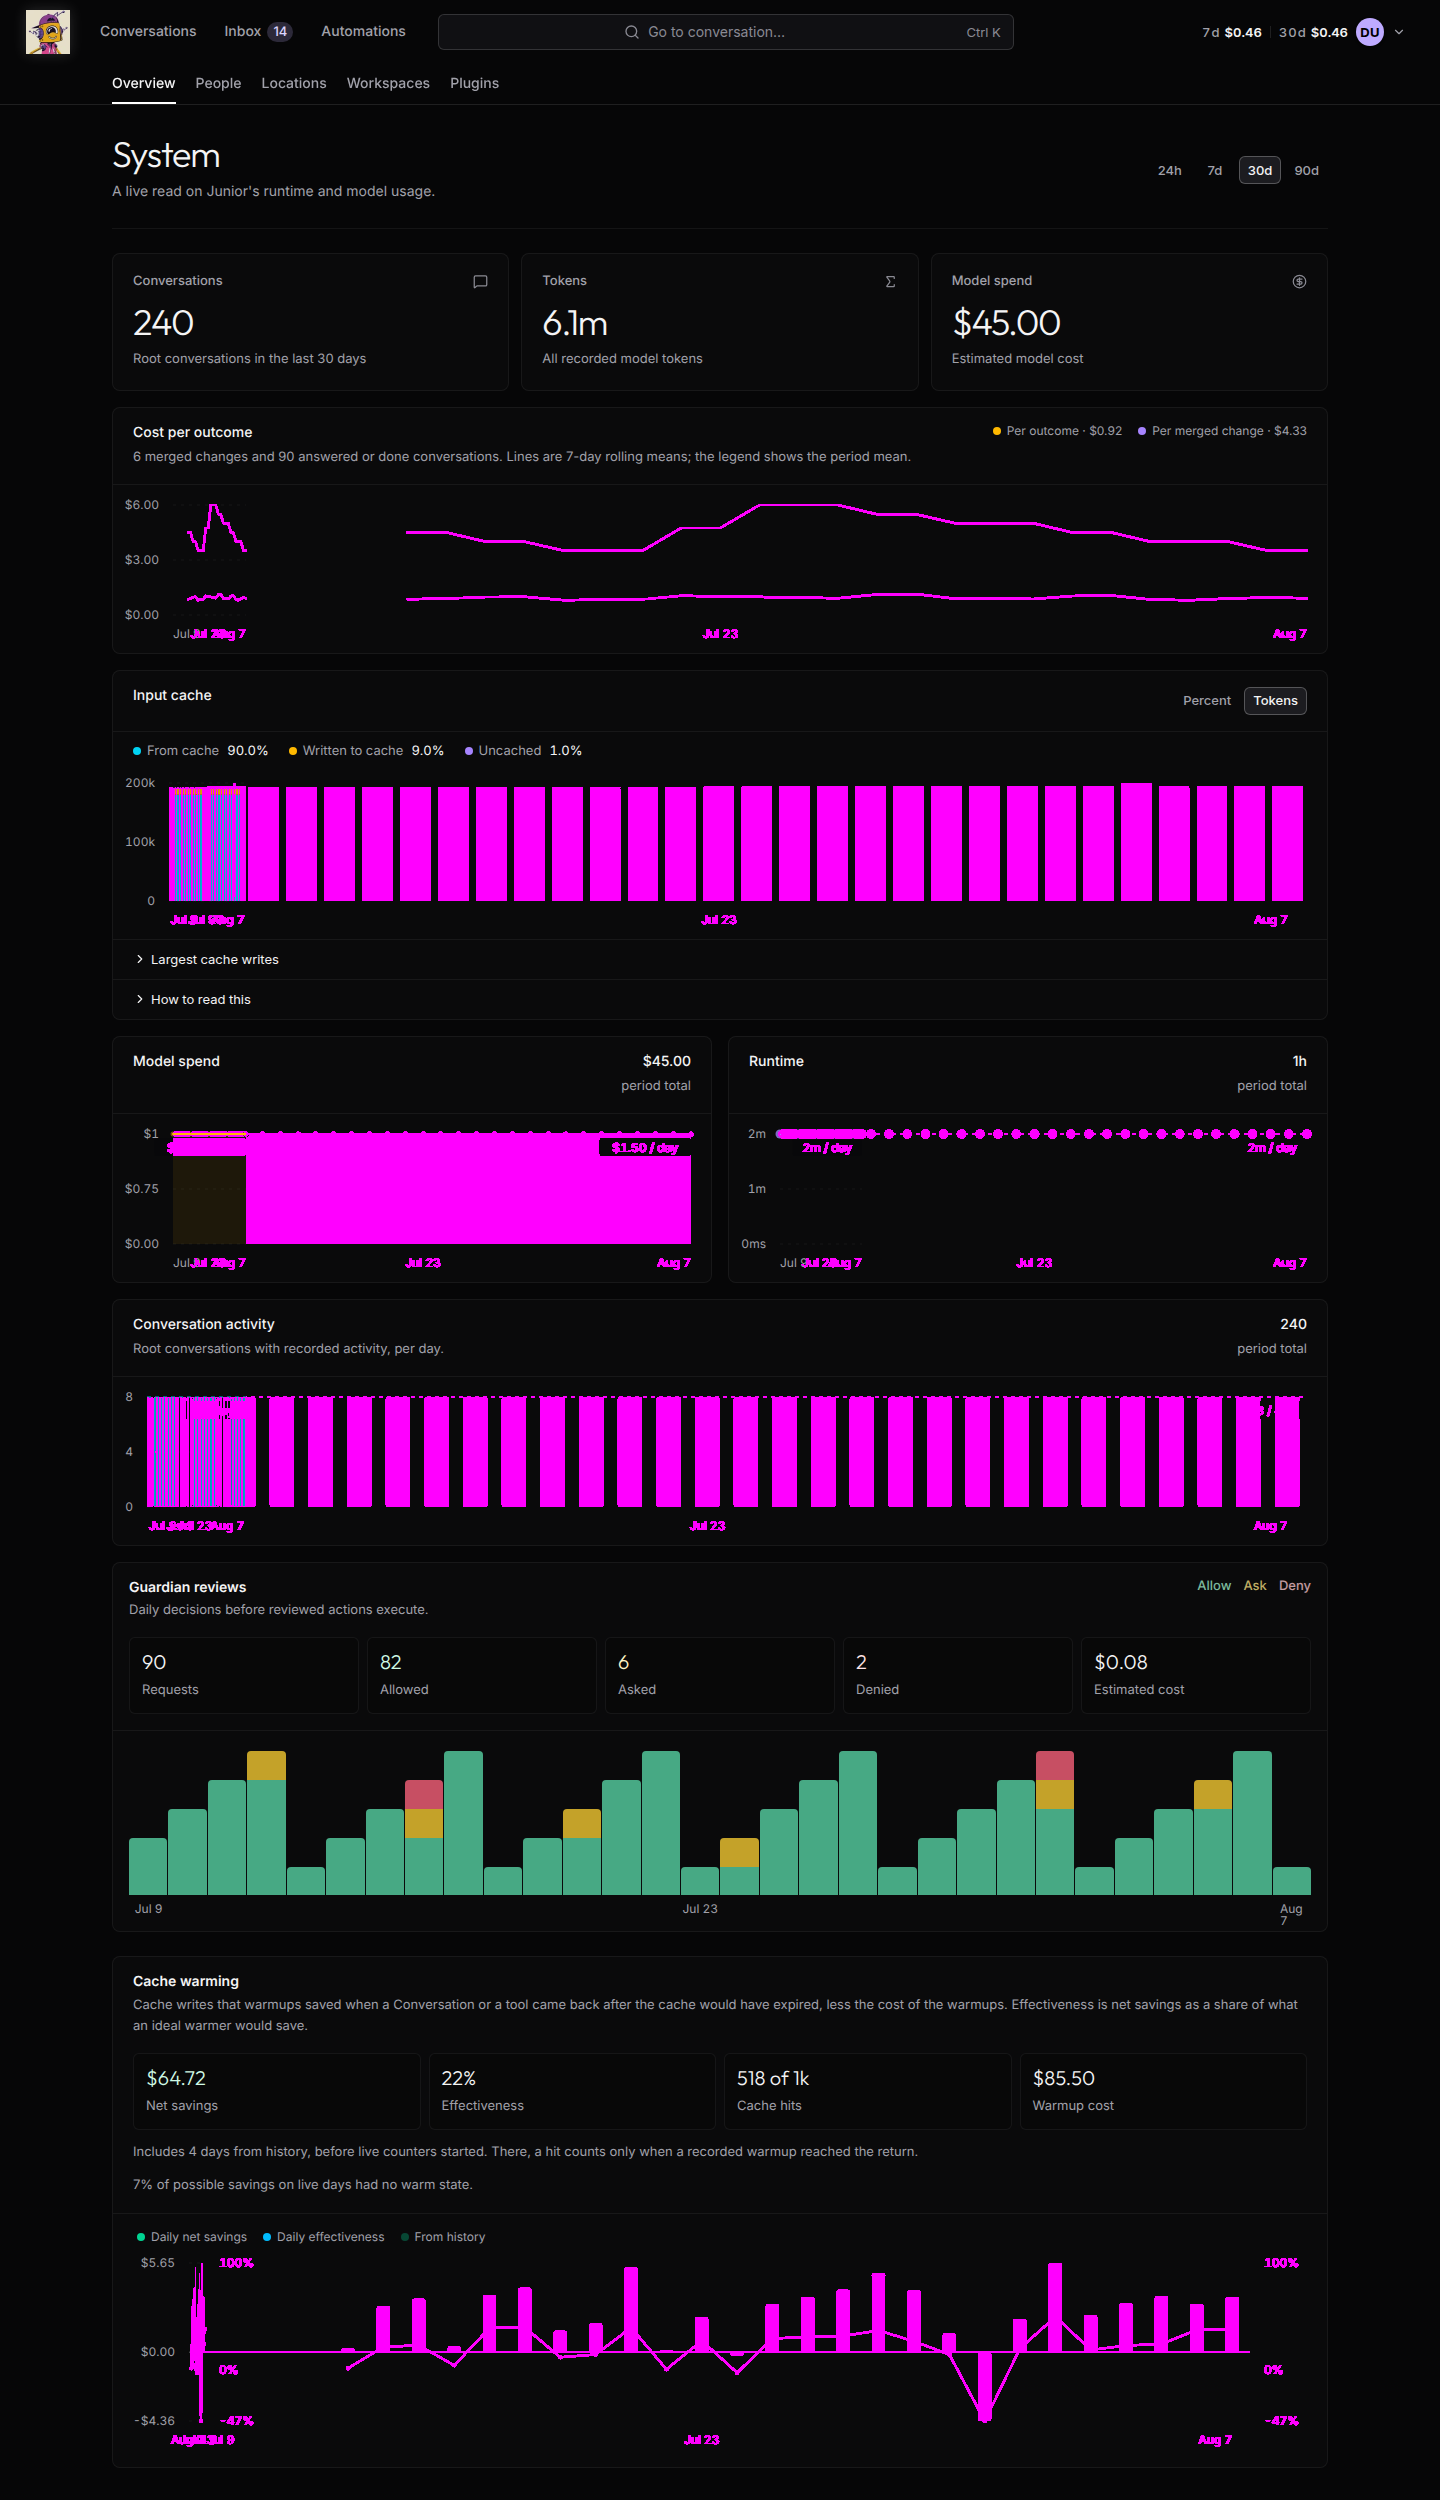 Conversations Inbox 14 Automations Go to conversation... Ctrl K 7d $0.46 30d $0.46 DU
Overview People Locations Workspaces Plugins
System
A live read on Junior's runtime and model usage.
24h 7d 30d 90d
Conversations
240
Root conversations in the last 30 days
Tokens
6.1m
All recorded model tokens
Model spend
$45.00
Estimated model cost
Cost per outcome
Per outcome · $0.92 Per merged change · $4.33
6 merged changes and 90 answered or done conversations. Lines are 7-day rolling means; the legend shows the period mean.
$6.00
$3.00
$0.00
Aug 7 Jul 23 Aug 7
Input cache
Percent Tokens
From cache 90.0% Written to cache 9.0% Uncached 1.0%
200k
100k
0
Aug 7 Jul 23 Aug 7
Largest cache writes
How to read this
Model spend
$45.00
period total
$1
$1.50 / day
$0.75
$0.00
Aug 7 Jul 23 Aug 7
Runtime
1h
period total
2m
2m / day 2m / day
1m
0ms
Jul 9 Aug 7 Jul 23 Aug 7
Conversation activity
240
Root conversations with recorded activity, per day.
period total
8
4
0
Aug 7 Jul 23 Aug 7
Guardian reviews
Allow Ask Deny
Daily decisions before reviewed actions execute.
90
Requests
82
Allowed
6
Asked
2
Denied
$0.08
Estimated cost
Jul 9 Jul 23 Aug
7
Cache warming
Cache writes that warmups saved when a Conversation or a tool came back after the cache would have expired, less the cost of the warmups. Effectiveness is net savings as a share of what
an ideal warmer would save.
$64.72
Net savings
22%
Effectiveness
518 of 1k
Cache hits
$85.50
Warmup cost
Includes 4 days from history, before live counters started. There, a hit counts only when a recorded warmup reached the return.
7% of possible savings on live days had no warm state.
Daily net savings Daily effectiveness From history
$5.65 100% 100%
$0.00
0% 0%
-$4.36 -47% -47%
Jul 9 Jul 23 Aug 7